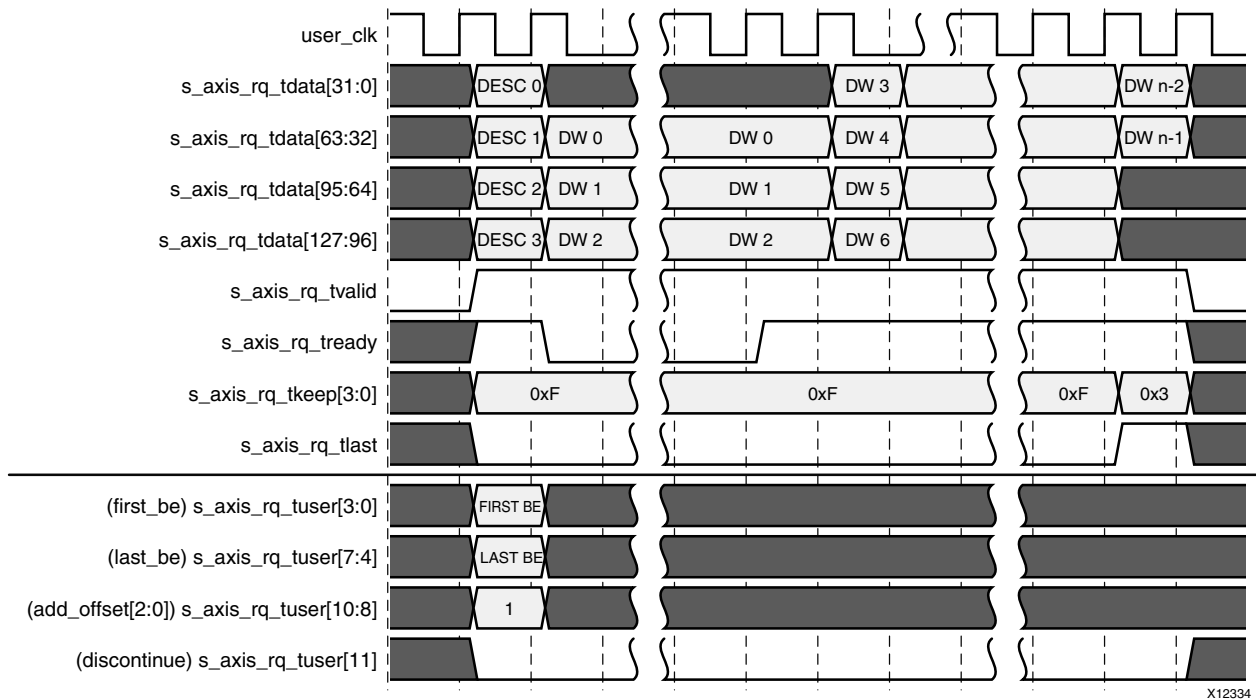 user_clk
s_axis_rq_tdata[31:0] DESC 0 DW 3 DW n-2
s_axis_rq_tdata[63:32] DESC 1 DW 0 DW 0 DW 4 DW n-1
s_axis_rq_tdata[95:64] DESC 2 DW 1 DW 1 DW 5
s_axis_rq_tdata[127:96] DESC 3 DW 2 DW 2 DW 6
s_axis_rq_tvalid
s_axis_rq_tready
s_axis_rq_tkeep[3:0] 0xF 0xF 0xF 0x3
s_axis_rq_tlast
(first_be) s_axis_rq_tuser[3:0] FIRST BE
(last_be) s_axis_rq_tuser[7:4] LAST BE
(add_offset[2:0]) s_axis_rq_tuser[10:8] 1
(discontinue) s_axis_rq_tuser[11]
X12334